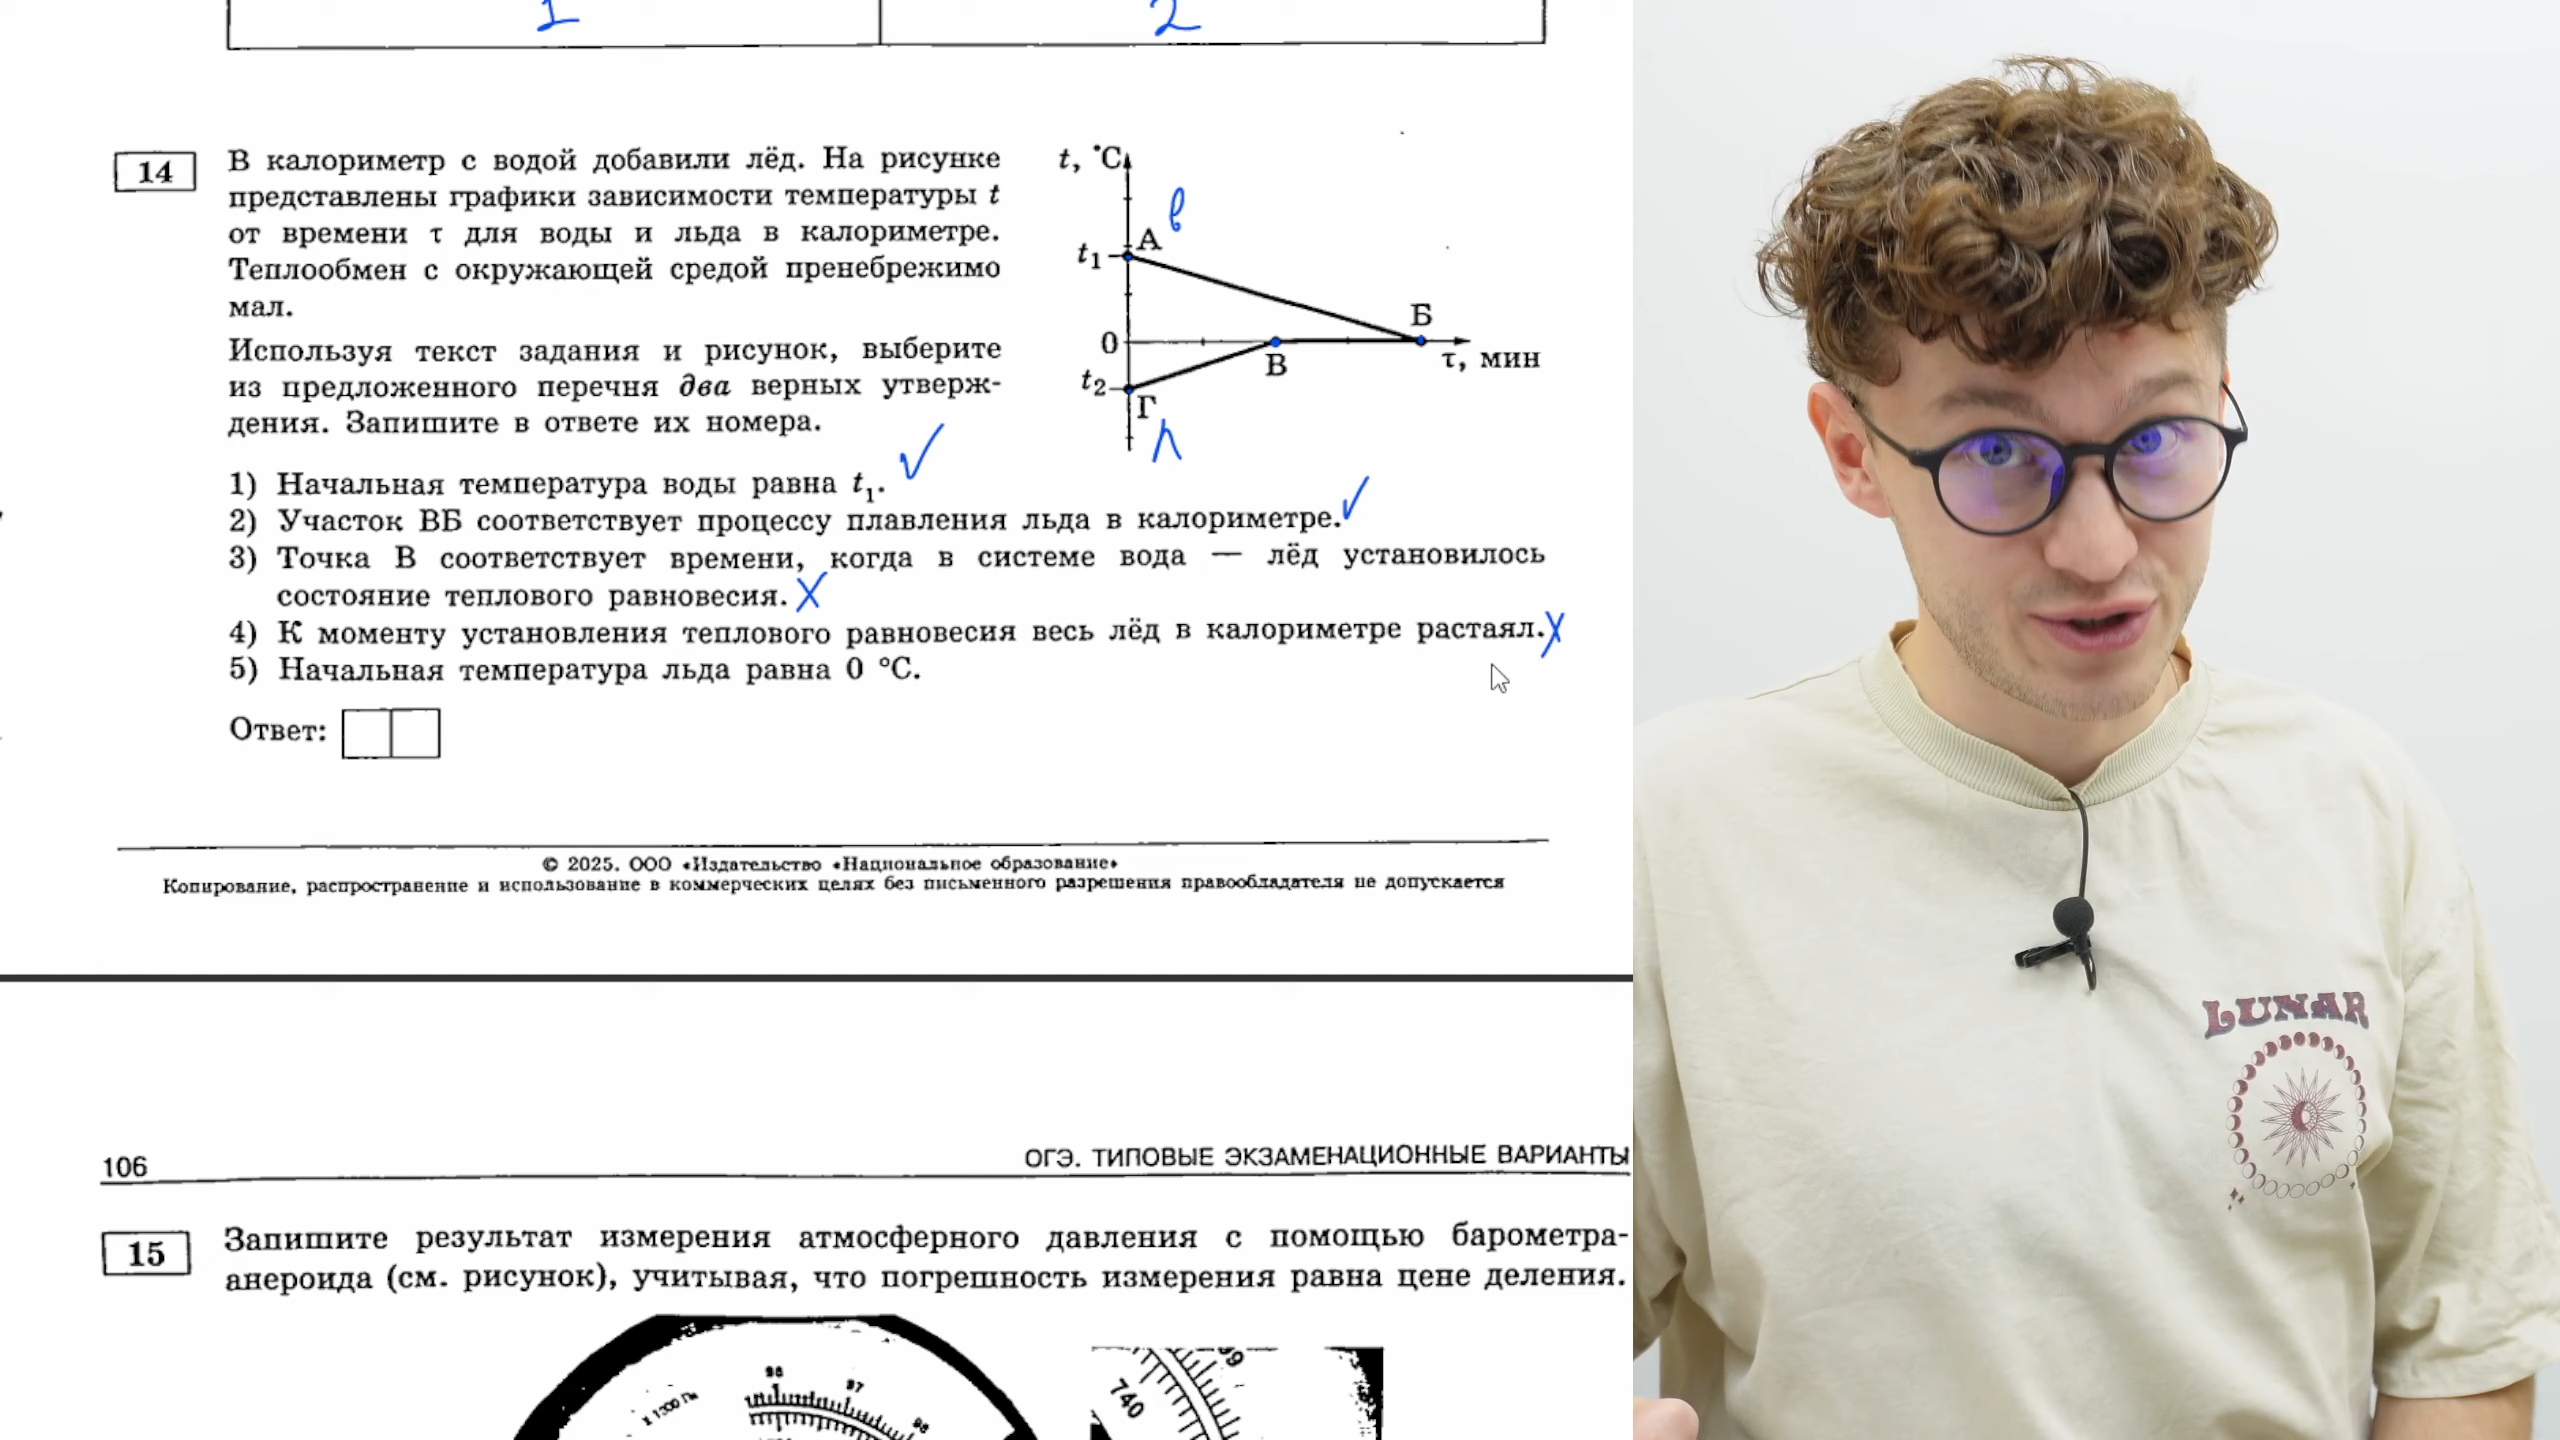 1 2
14 В калориметр с водой добавили лёд. На рисунке
представлены графики зависимости температуры t
от времени τ для воды и льда в калориметре.
Теплообмен с окружающей средой пренебрежимо
мал.
Используя текст задания и рисунок, выберите
из предложенного перечня два верных утверж-
дения. Запишите в ответе их номера.
t, °C
в
А
t₁
Б
0
В
τ, мин
t₂
Г
л
1) Начальная температура воды равна t₁. ✓
2) Участок ВБ соответствует процессу плавления льда в калориметре. ✓
3) Точка В соответствует времени, когда в системе вода — лёд установилось
состояние теплового равновесия. X
4) К моменту установления теплового равновесия весь лёд в калориметре растаял. X
5) Начальная температура льда равна 0 °C.
Ответ:
© 2025. ООО «Издательство «Национальное образование»
Копирование, распространение и использование в коммерческих целях без письменного разрешения правообладателя не допускается
106 ОГЭ. ТИПОВЫЕ ЭКЗАМЕНАЦИОННЫЕ ВАРИАНТЫ
15 Запишите результат измерения атмосферного давления с помощью барометра-
анероида (см. рисунок), учитывая, что погрешность измерения равна цене деления.
96 97 98
x 1000 Па
740
99
LUNAR